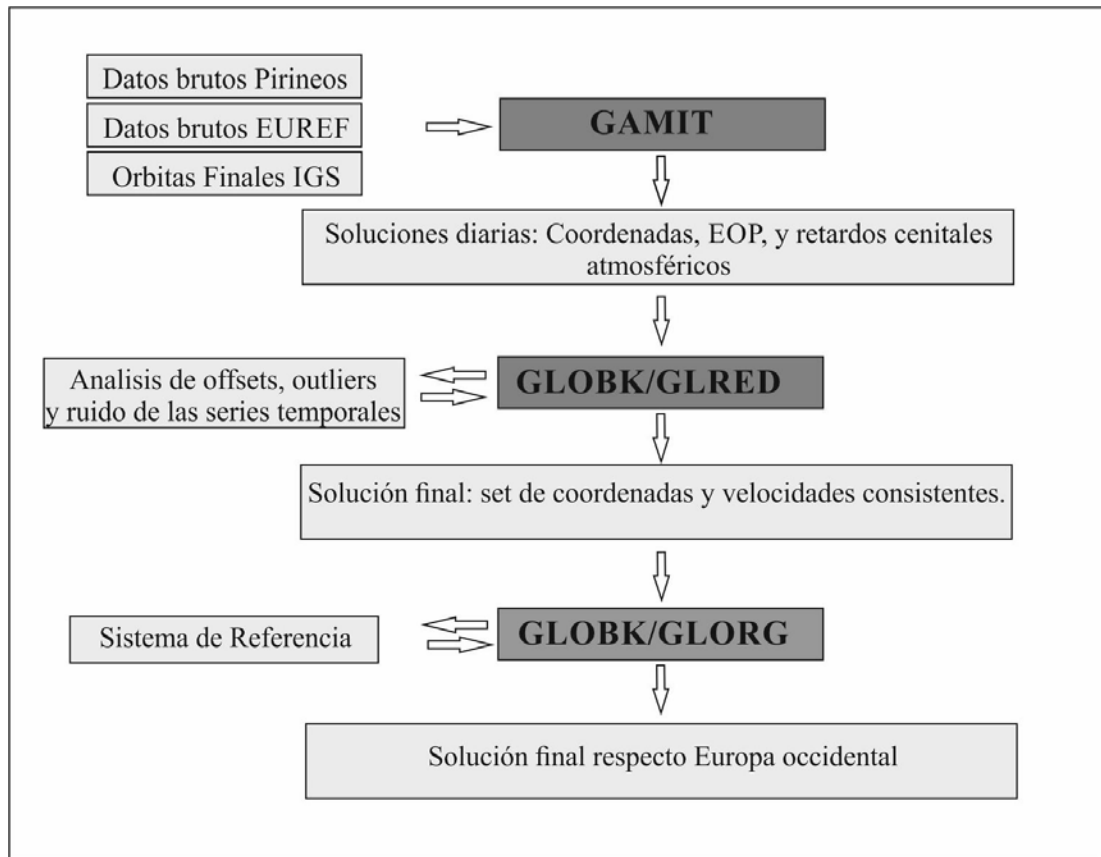 Datos brutos Pirineos
Datos brutos EUREF
Orbitas Finales IGS
GAMIT
Soluciones diarias: Coordenadas, EOP, y retardos cenitales
atmosféricos
GLOBK/GLRED
Analisis de offsets, outliers
y ruido de las series temporales
Solución final: set de coordenadas y velocidades consistentes.
GLOBK/GLORG
Sistema de Referencia
Solución final respecto Europa occidental